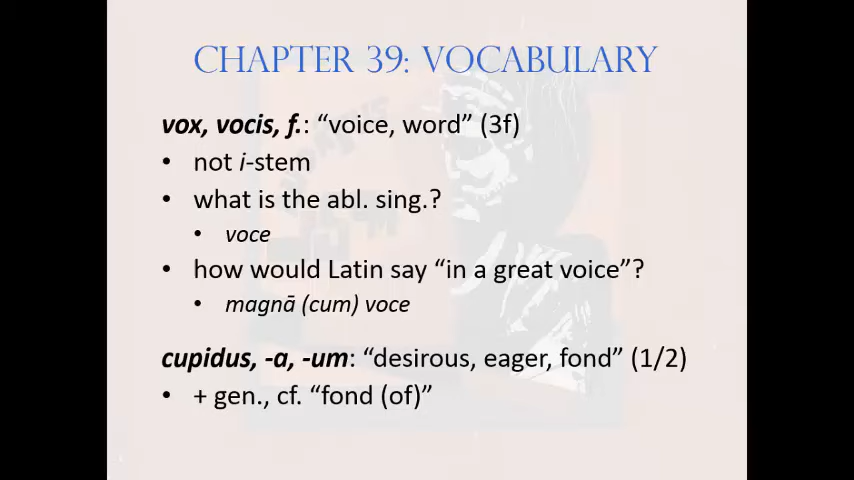 CHAPTER 39: VOCABULARY
vox, vocis, f.: “voice, word” (3f)
• not i-stem
• what is the abl. sing.?
• voce
• how would Latin say “in a great voice”?
• magnā (cum) voce
cupidus, -a, -um: “desirous, eager, fond” (1/2)
• + gen., cf. “fond (of)”